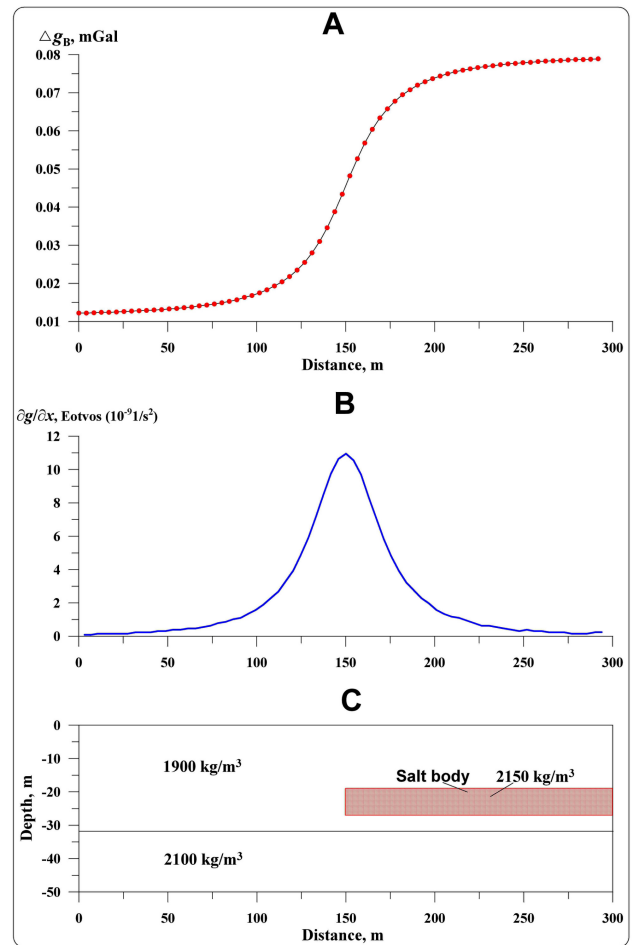 A
△gB, mGal
0.08
0.07
0.06
0.05
0.04
0.03
0.02
0.01
0 50 100 150 200 250 300
Distance, m
B
∂g/∂x, Eotvos (10⁻⁹1/s²)
12
10
8
6
4
2
0
0 50 100 150 200 250 300
Distance, m
C
0
-10
-20
-30
-40
-50
Depth, m
1900 kg/m³
Salt body 2150 kg/m³
2100 kg/m³
0 50 100 150 200 250 300
Distance, m